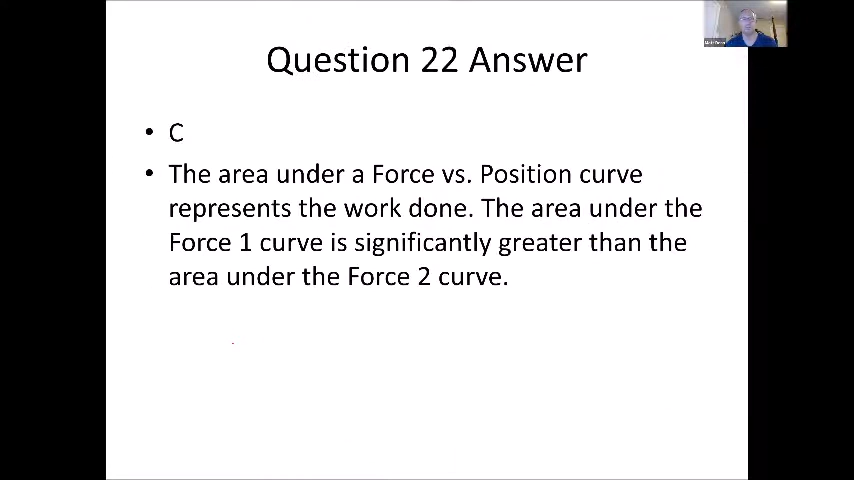 Question 22 Answer
• C
• The area under a Force vs. Position curve
represents the work done. The area under the
Force 1 curve is significantly greater than the
area under the Force 2 curve.